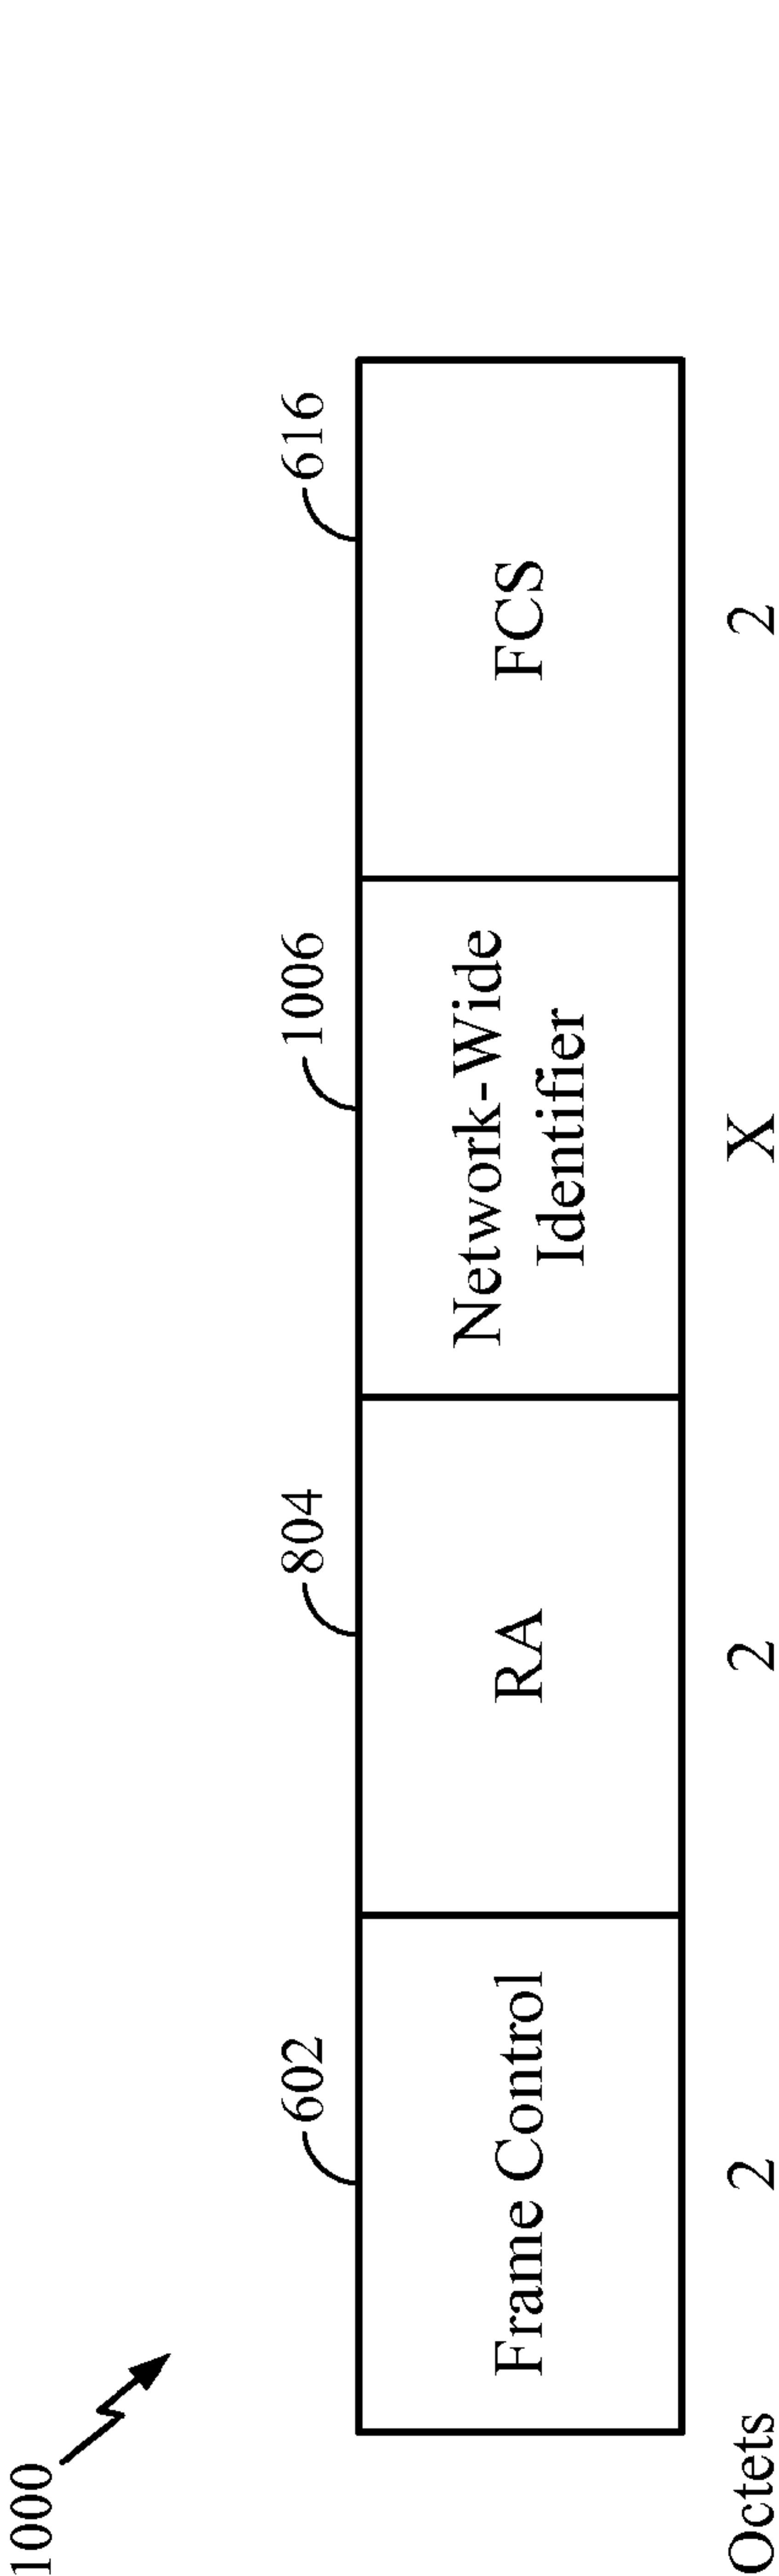 1000
602 804 1006 616
Frame Control RA Network-Wide FCS
Identifier
Octets 2 2 X 2